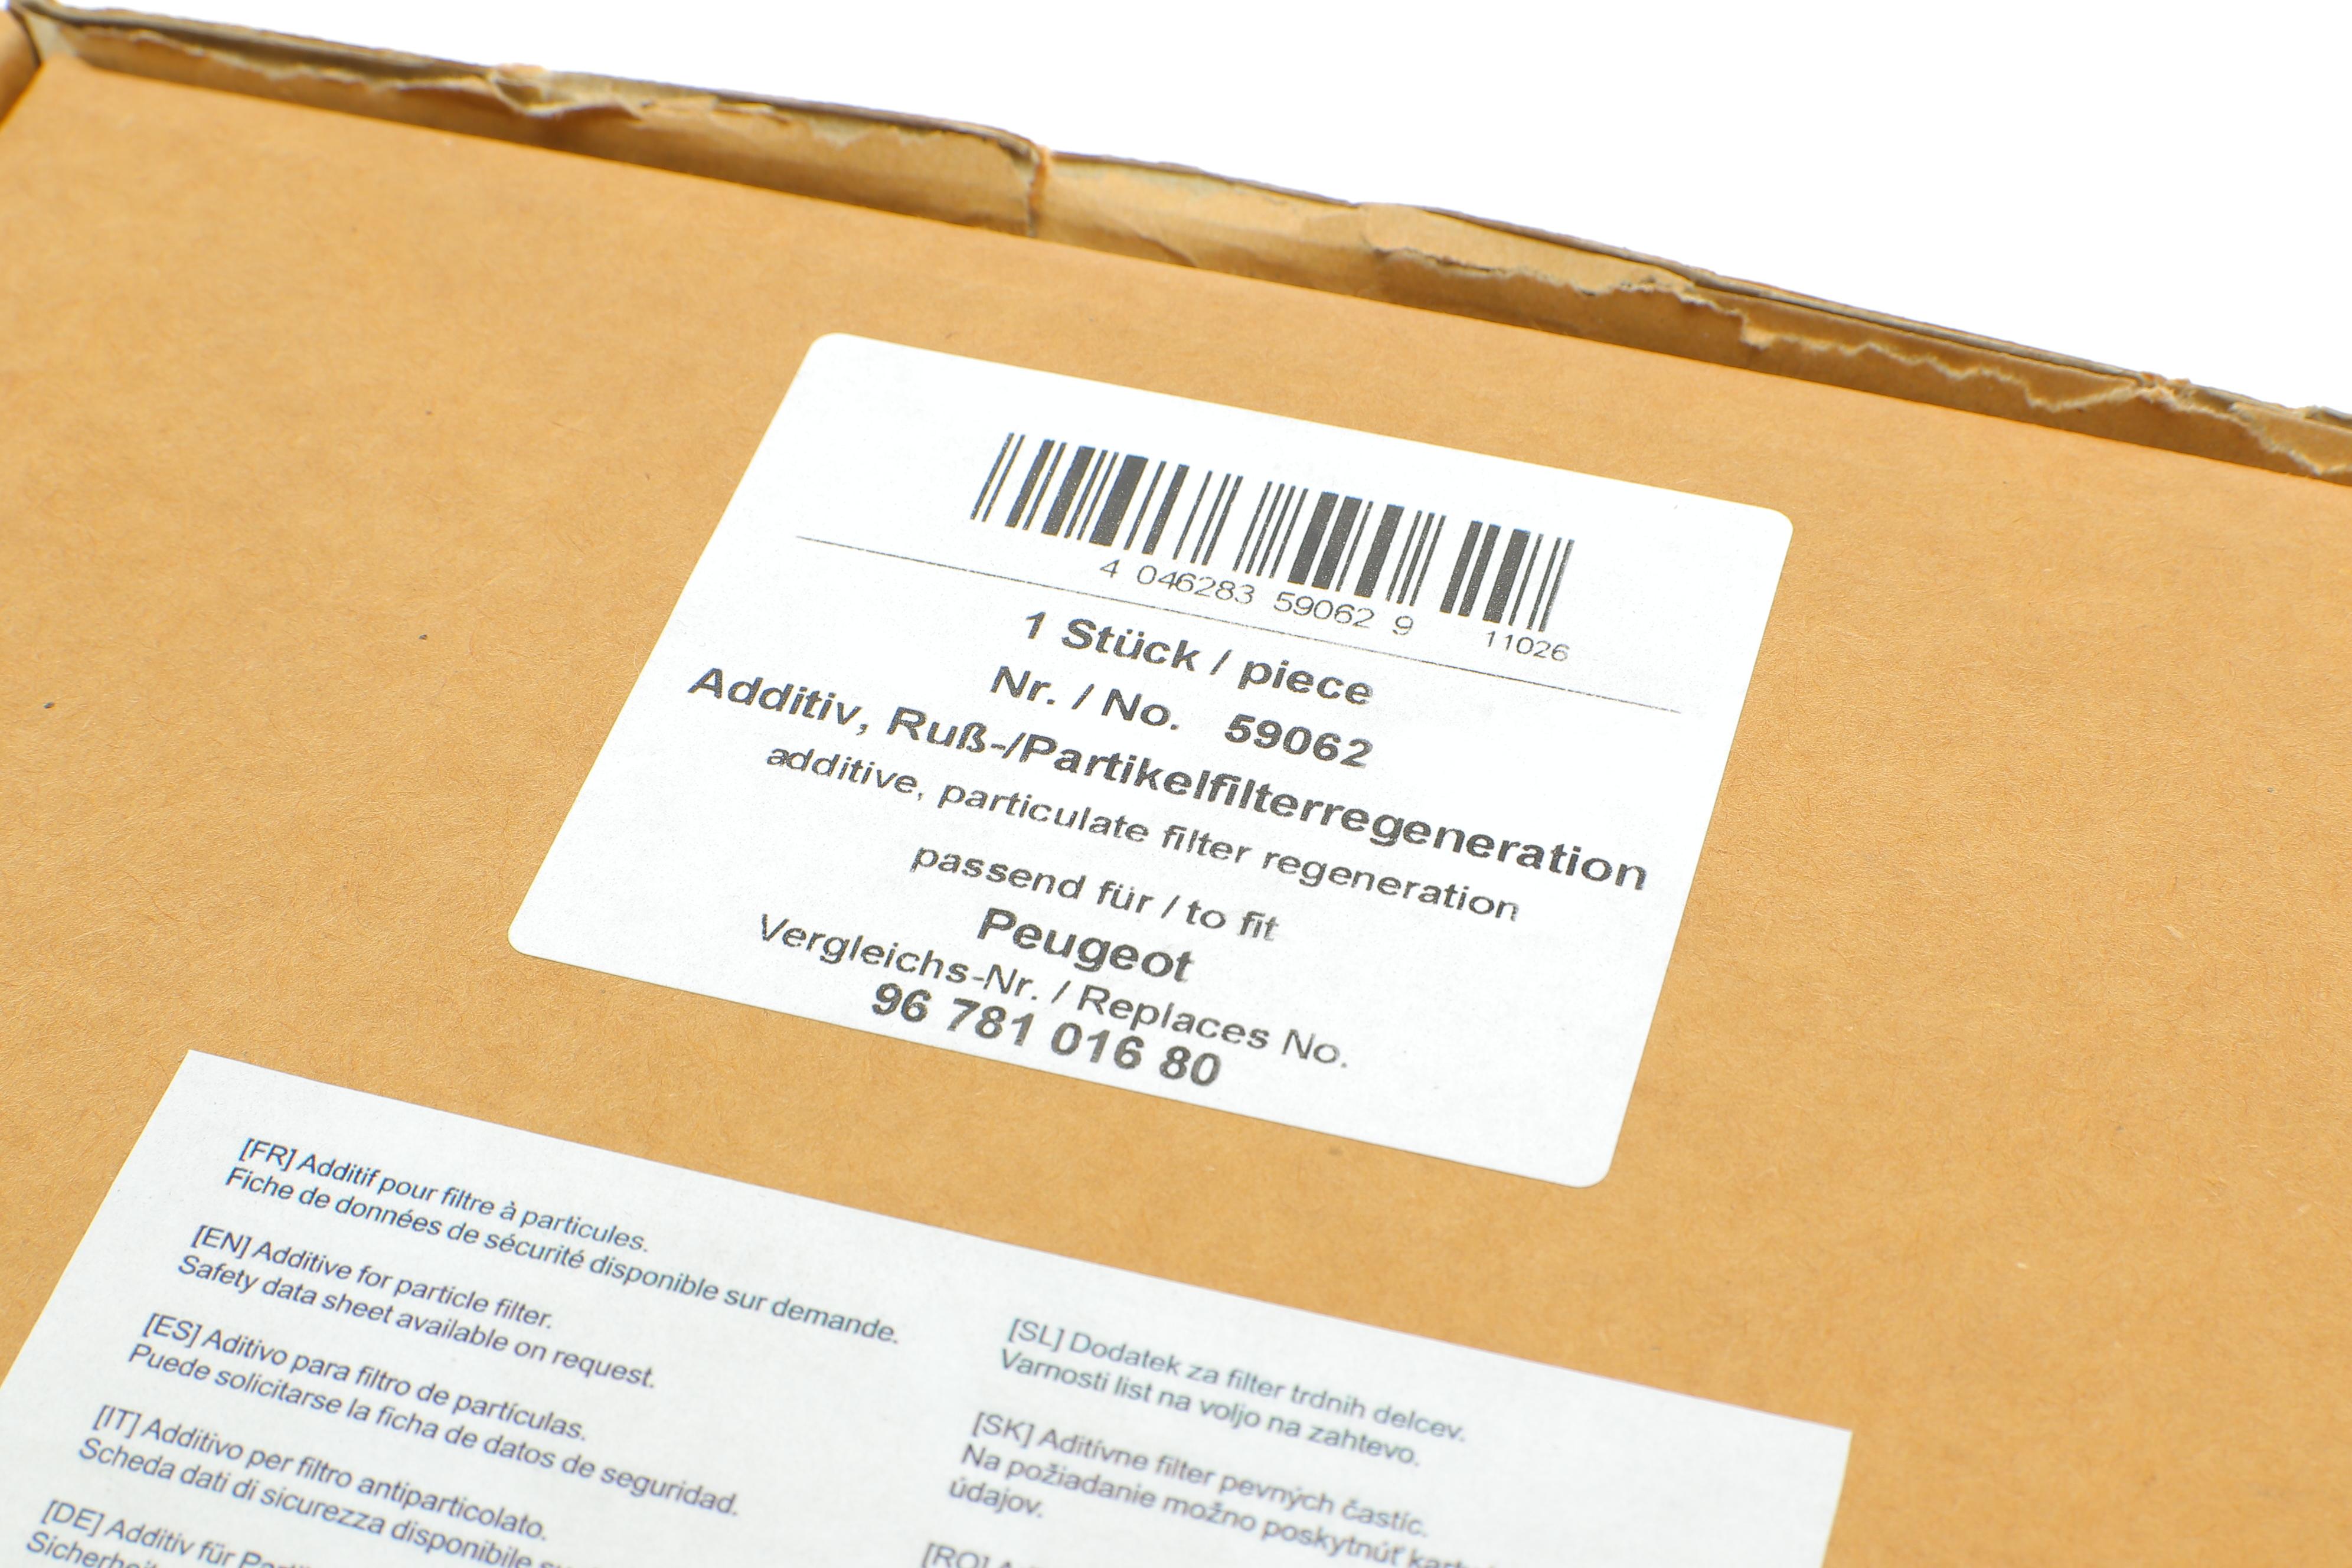 4 046283 59062 9 11026
1 Stück / piece
Nr. / No. 59062
Additiv, Ruß-/Partikelfilterregeneration
additive, particulate filter regeneration
passend für / to fit
Peugeot
Vergleichs-Nr. / Replaces No.
96 781 016 80
[FR] Additif pour filtre à particules.
Fiche de données de sécurité disponible sur demande.
[EN] Additive for particle filter.
Safety data sheet available on request.
[ES] Aditivo para filtro de partículas.
Puede solicitarse la ficha de datos de seguridad.
[IT] Additivo per filtro antiparticolato.
Scheda dati di sicurezza disponibile
[DE] Additiv für
[SL] Dodatek za filter trdnih delcev.
Varnosti list na voljo na zahtevo.
[SK] Aditívne filter pevných častíc.
Na požiadanie možno poskytnúť
údajov.
[RO]